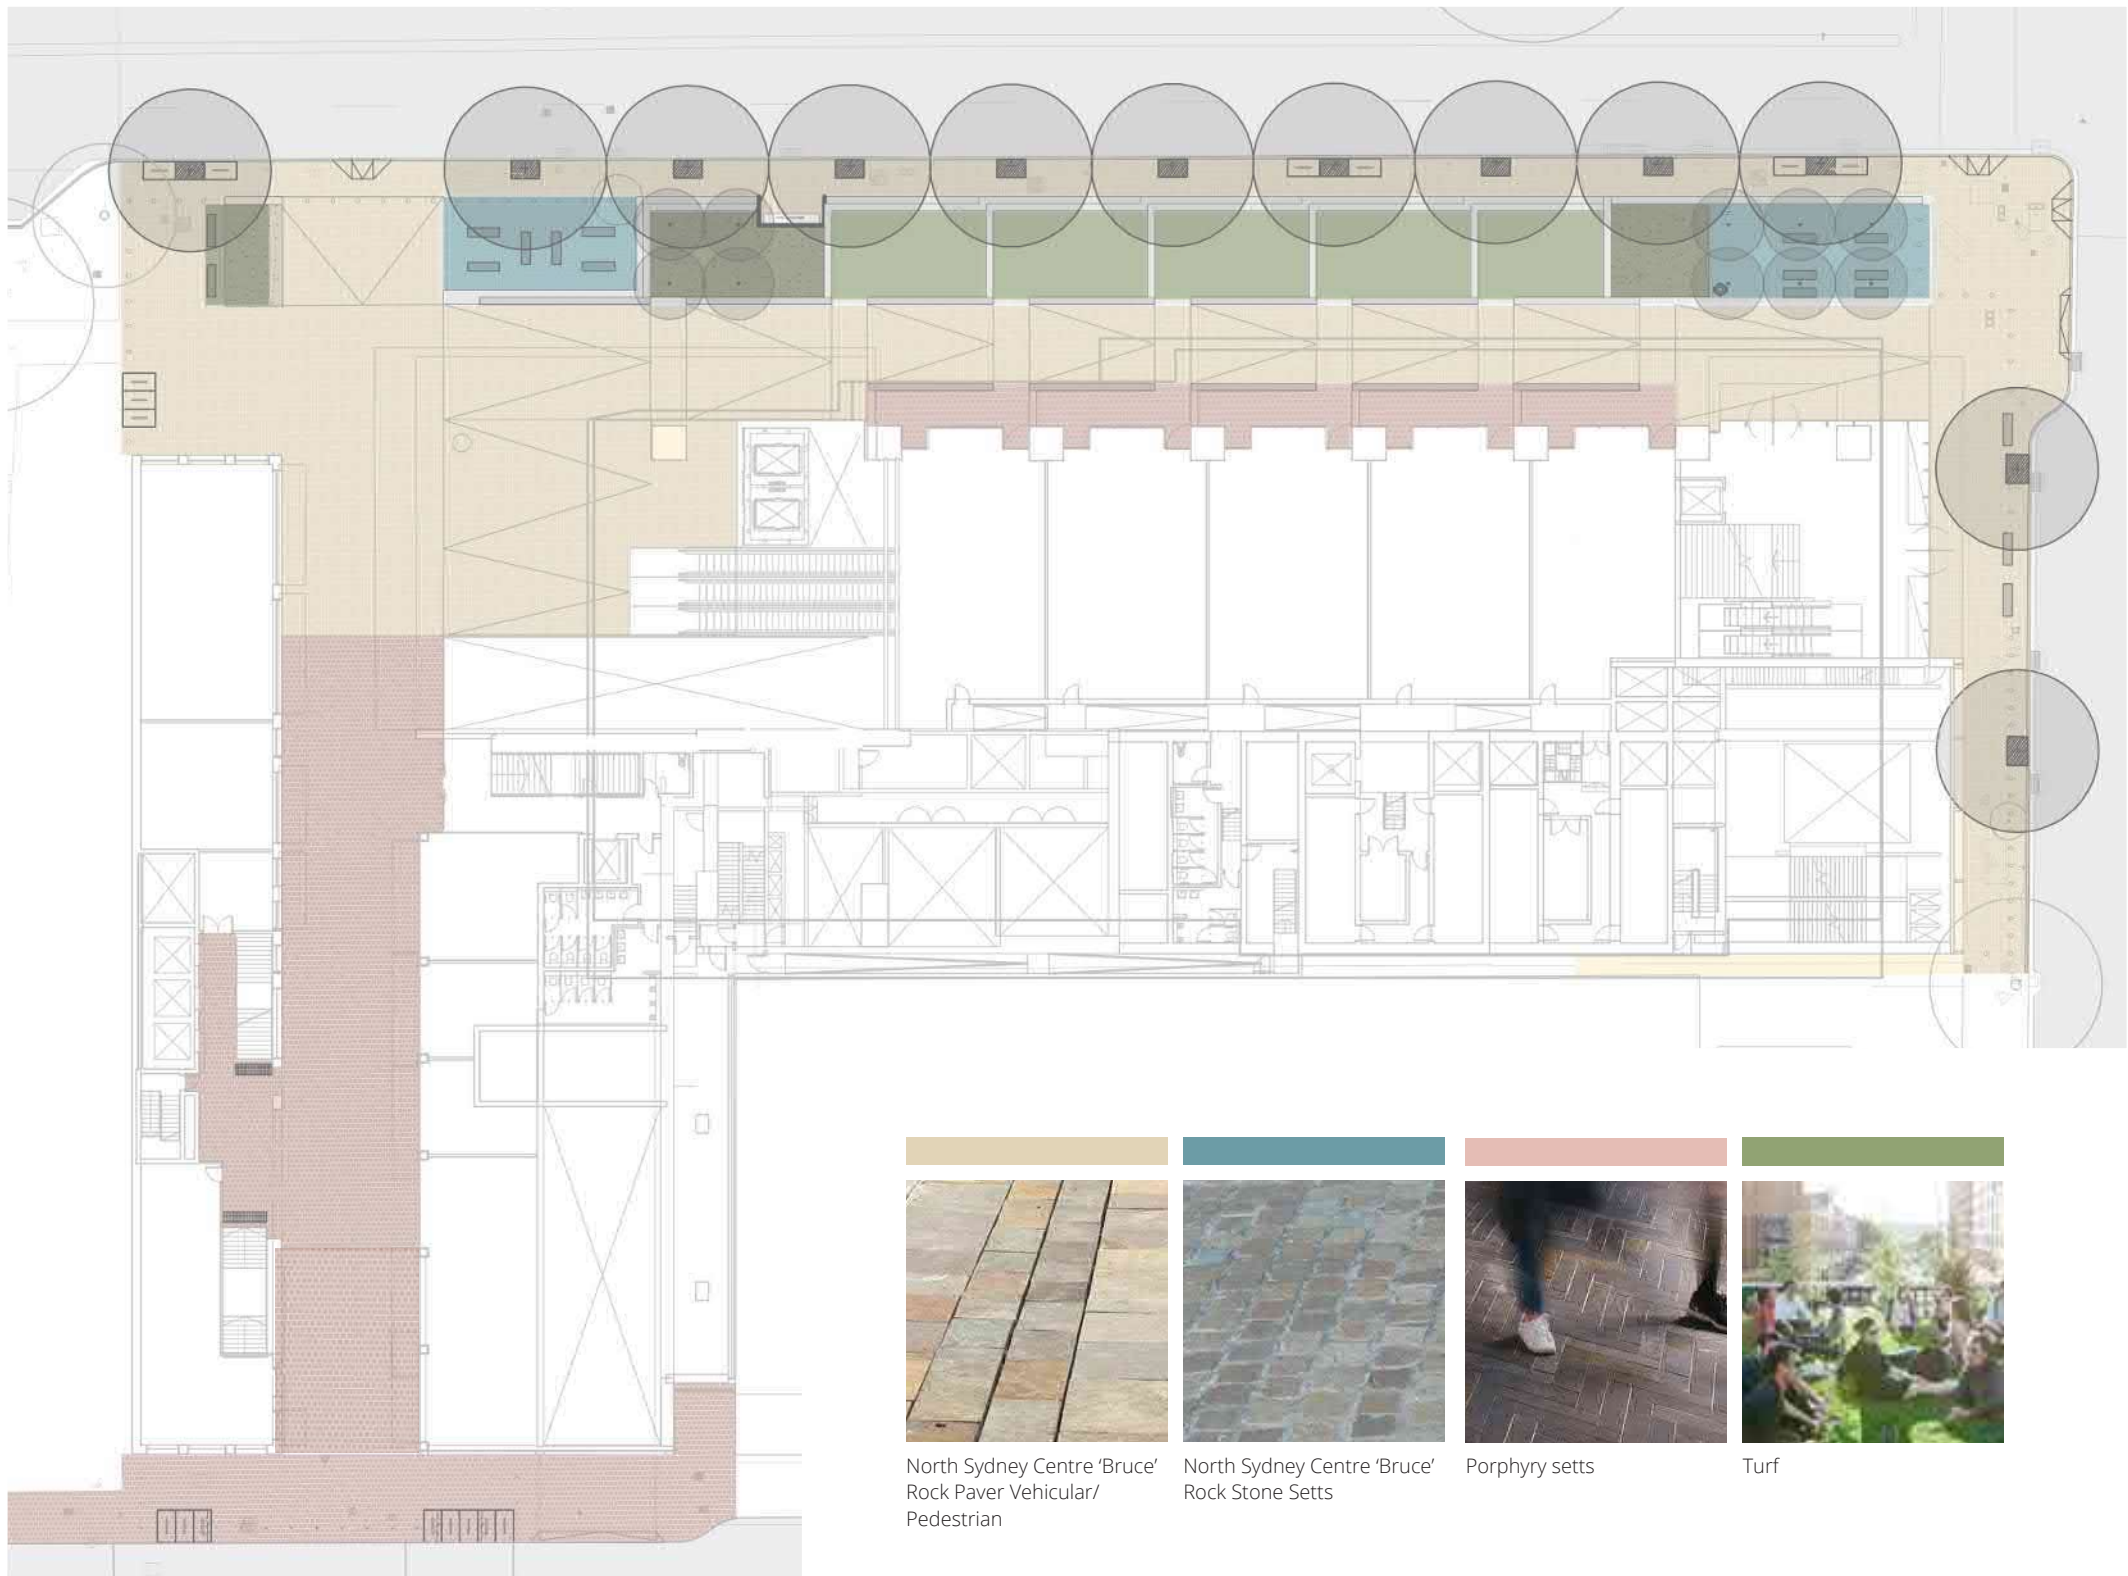 North Sydney Centre ‘Bruce’
Rock Paver Vehicular/
Pedestrian
North Sydney Centre ‘Bruce’
Rock Stone Setts
Porphyry setts
Turf